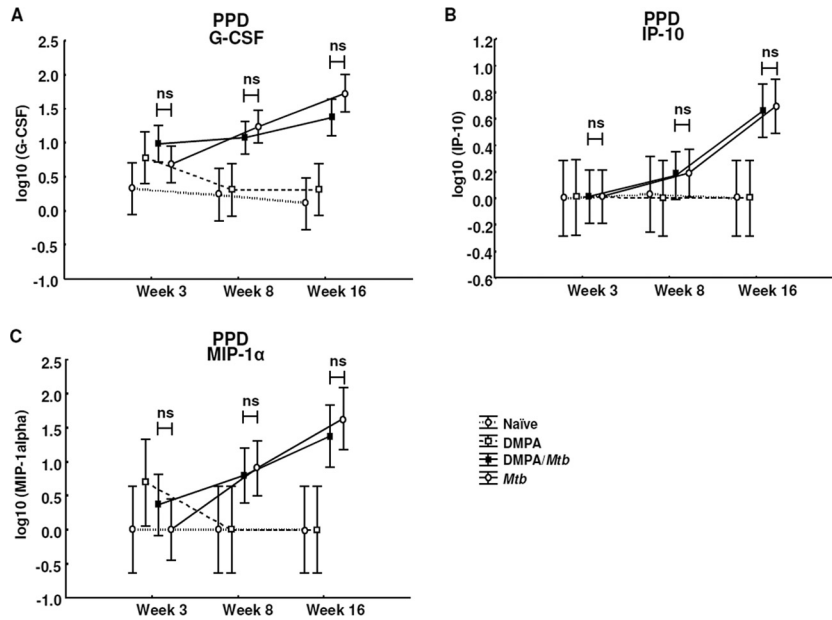 A
PPD
G-CSF
log10 (G-CSF)
2.5
2.0
1.5
1.0
0.5
0.0
-0.5
-1.0
ns
ns
ns
Week 3
Week 8
Week 16
B
PPD
IP-10
log10 (IP-10)
1.2
1.0
0.8
0.6
0.4
0.2
0.0
-0.2
-0.4
-0.6
ns
ns
ns
Week 3
Week 8
Week 16
C
PPD
MIP-1α
log10 (MIP-1alpha)
2.5
2.0
1.5
1.0
0.5
0.0
-0.5
-1.0
ns
ns
ns
Week 3
Week 8
Week 16
Naïve
DMPA
DMPA/Mtb
Mtb